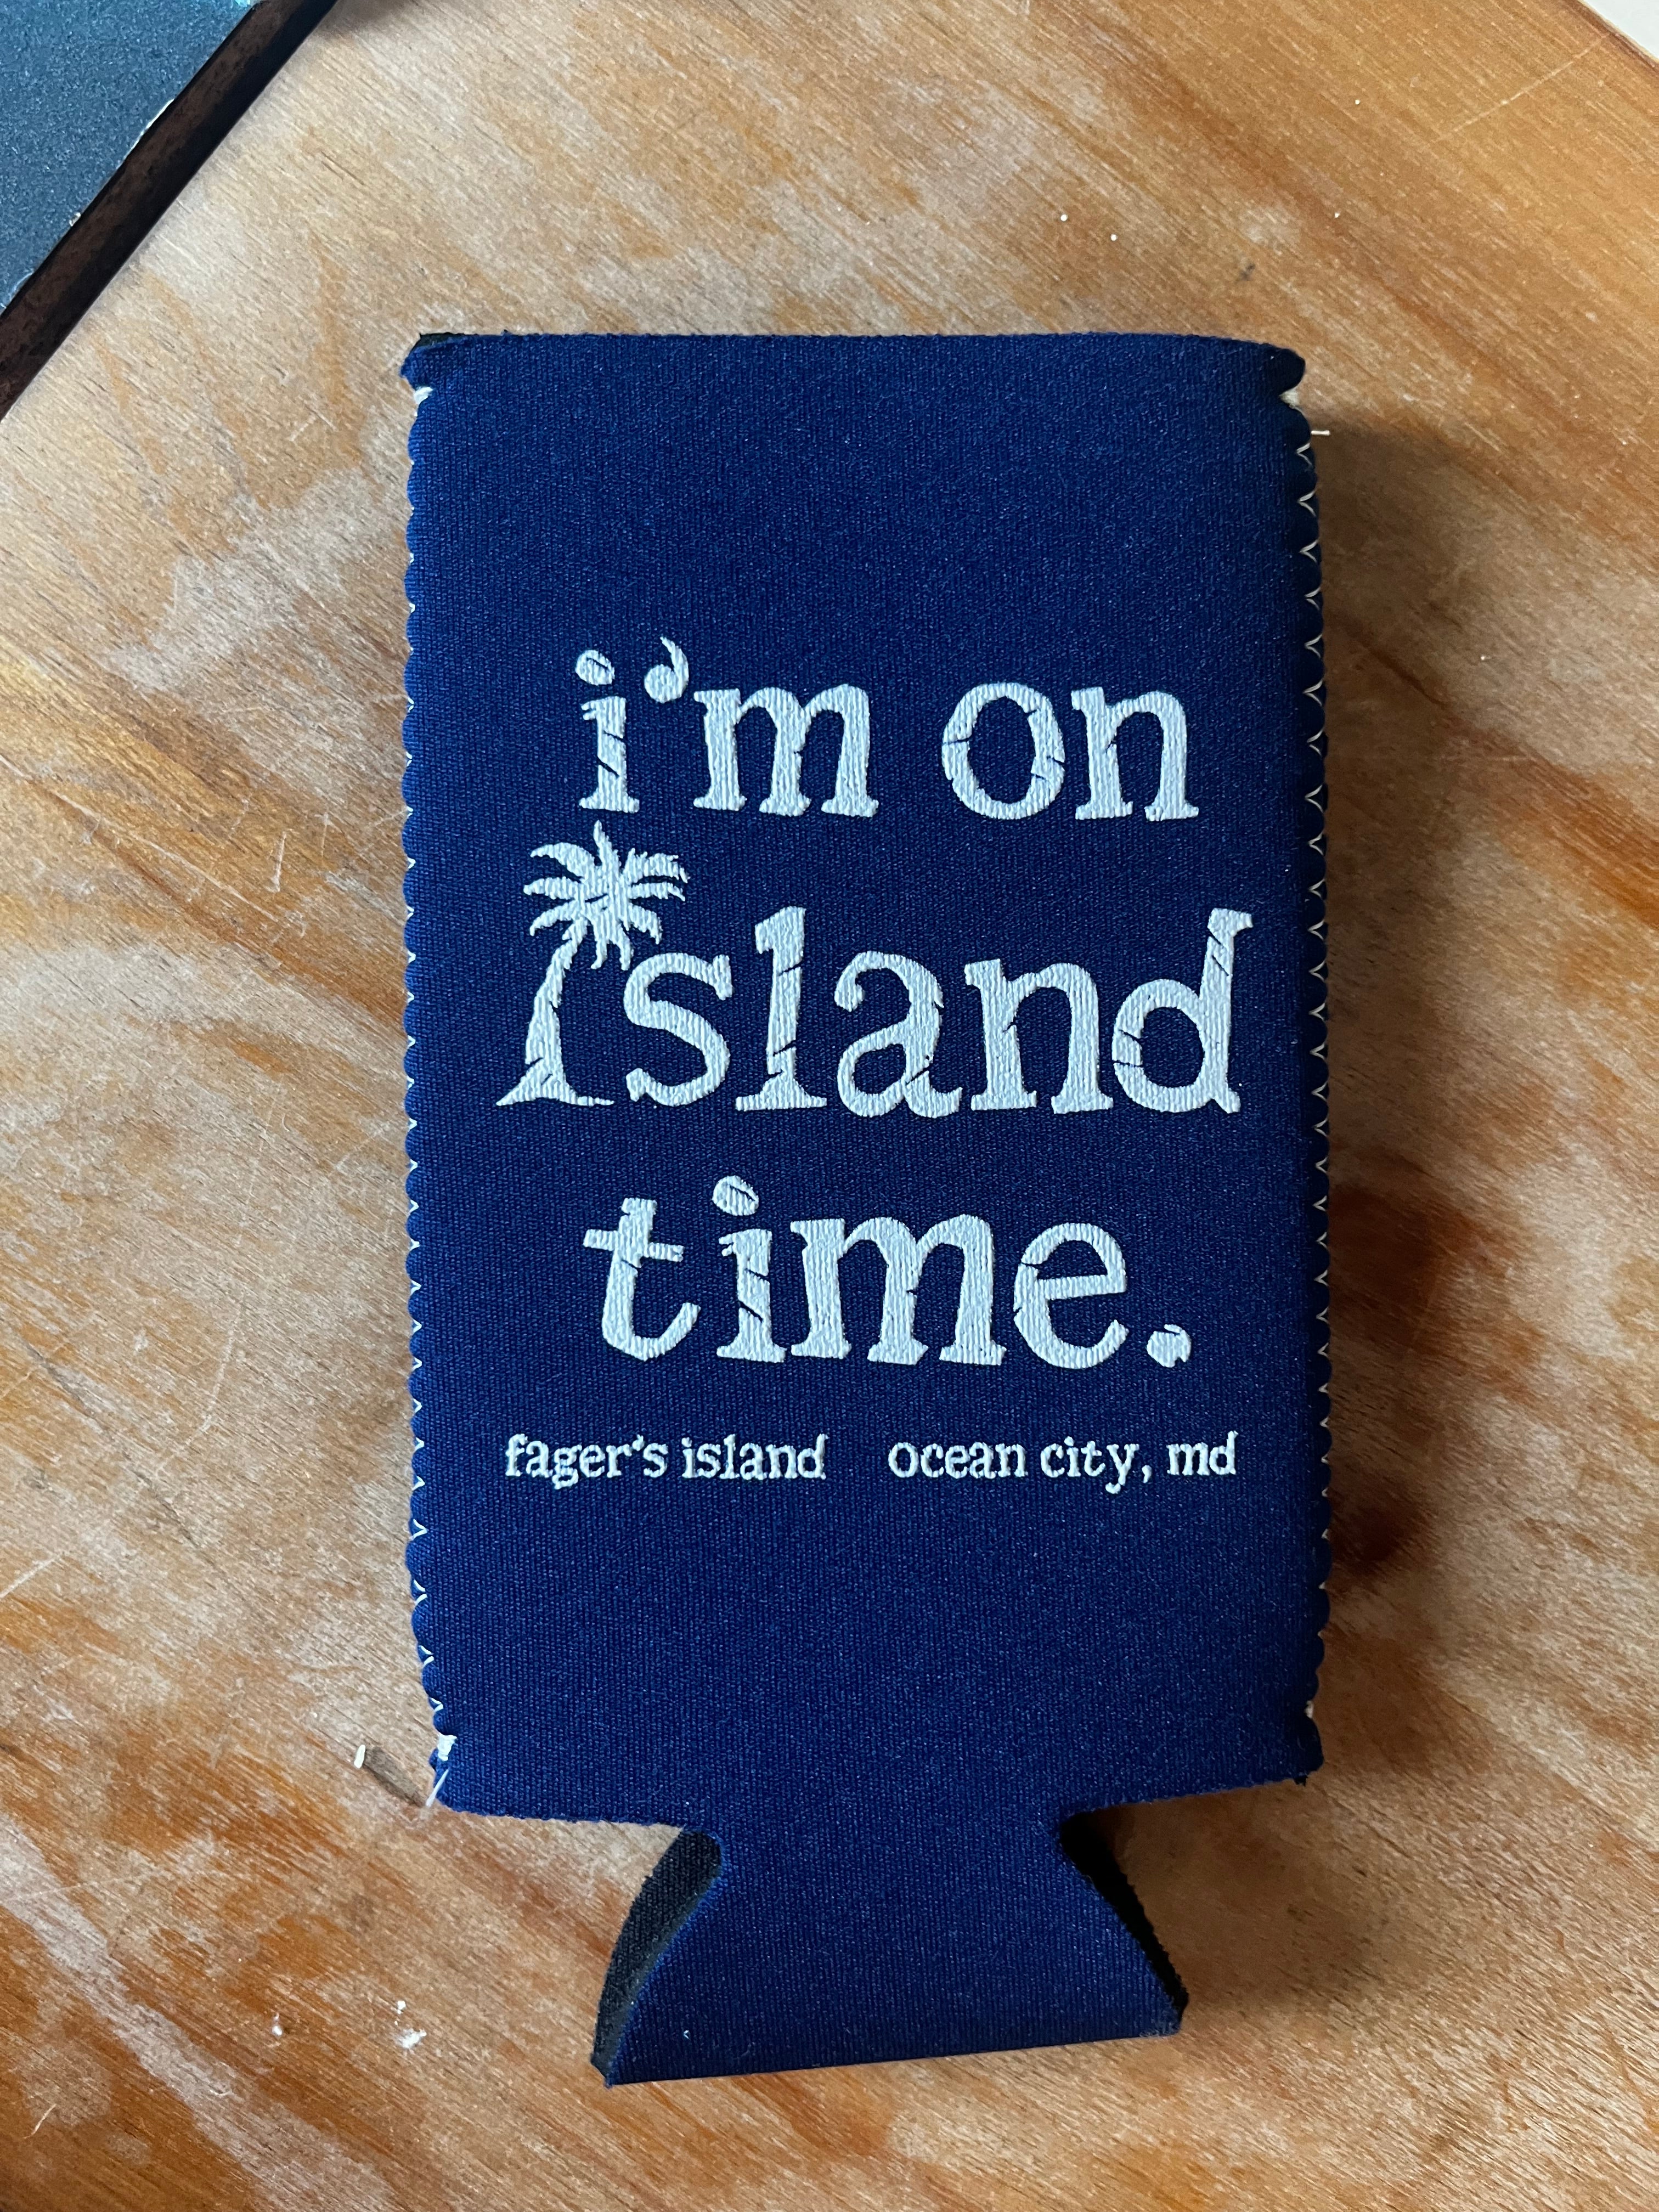 i'm on
island
time.
fager's island ocean city, md